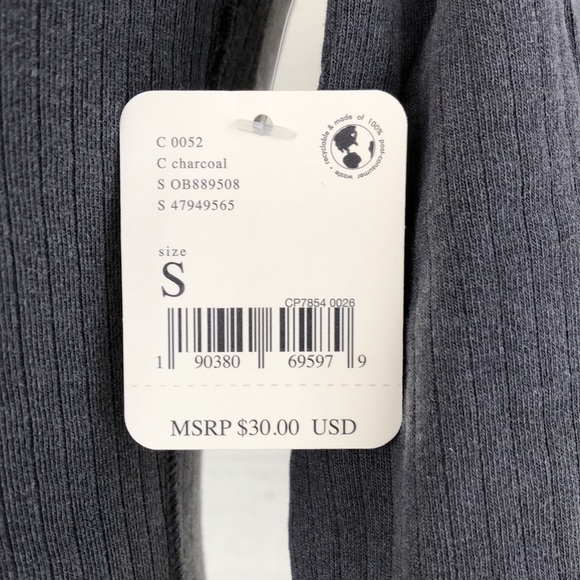 recyclable & made of 100% post-consumer waste •
C 0052
C charcoal
S OB889508
S 47949565
size
S
CP7854 0026
1 90380 69597 9
MSRP $30.00 USD